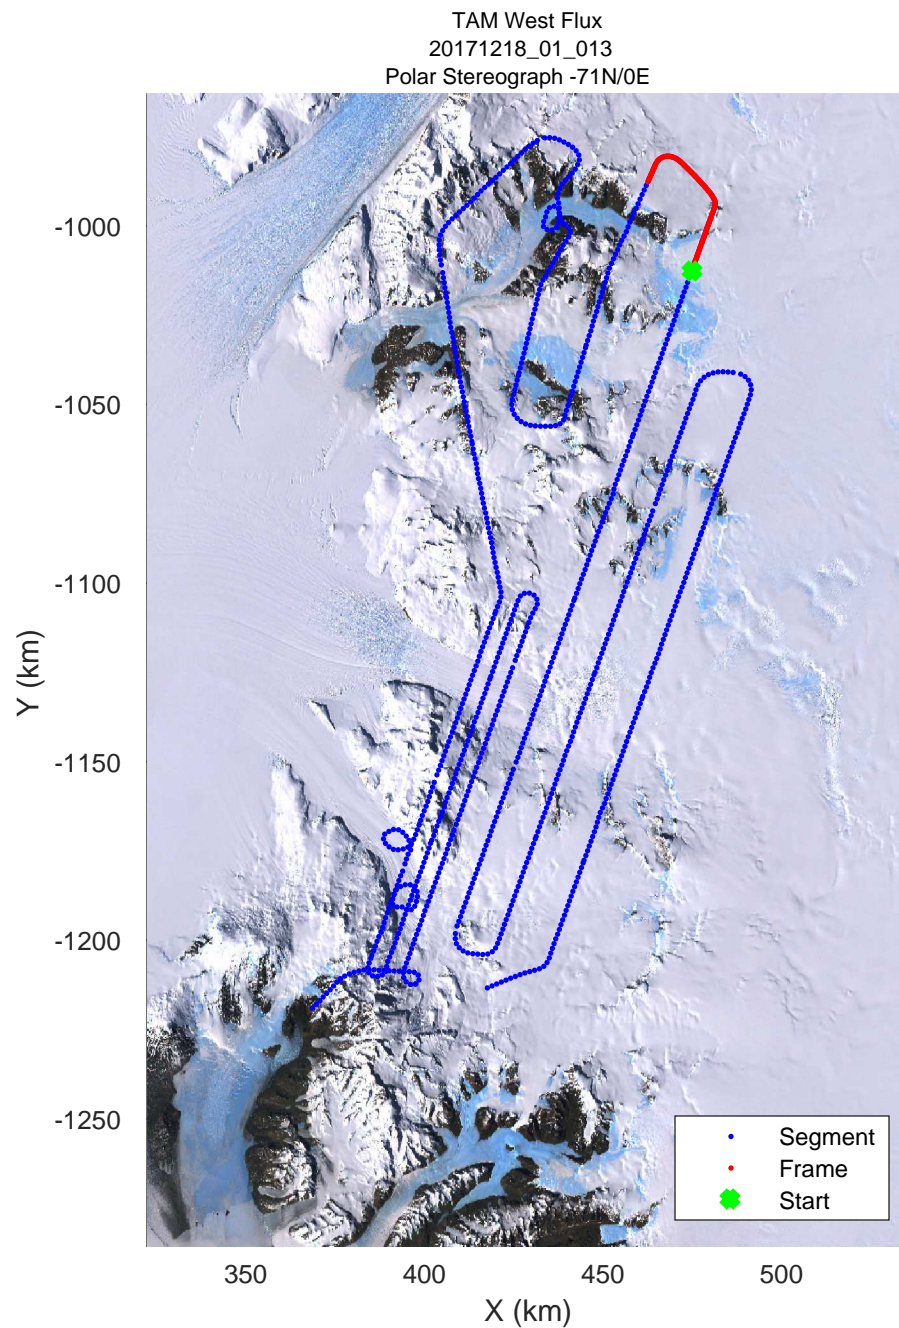 TAM West Flux
20171218_01_013
Polar Stereograph -71N/0E
-1000
-1050
-1100
-1150
-1200
-1250
Y (km)
Segment
Frame
Start
350
400
450
500
X (km)